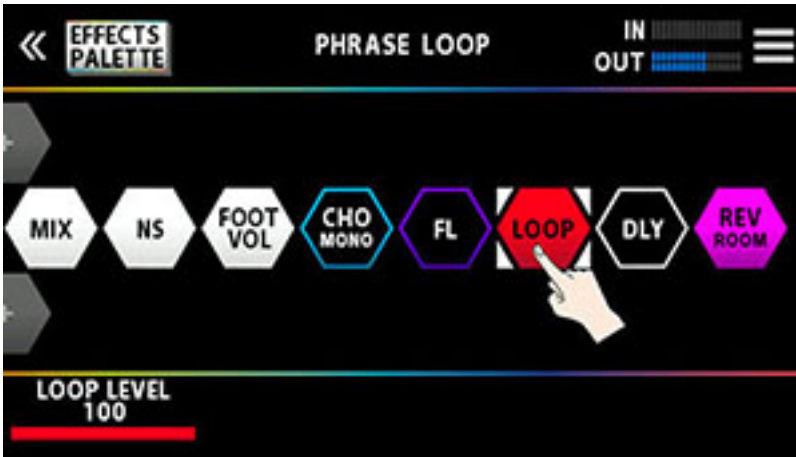 EFFECTS
PALETTE
PHRASE LOOP
IN
OUT
MIX
NS
FOOT
VOL
CHO
MONO
FL
LOOP
DLY
REV
ROOM
LOOP LEVEL
100